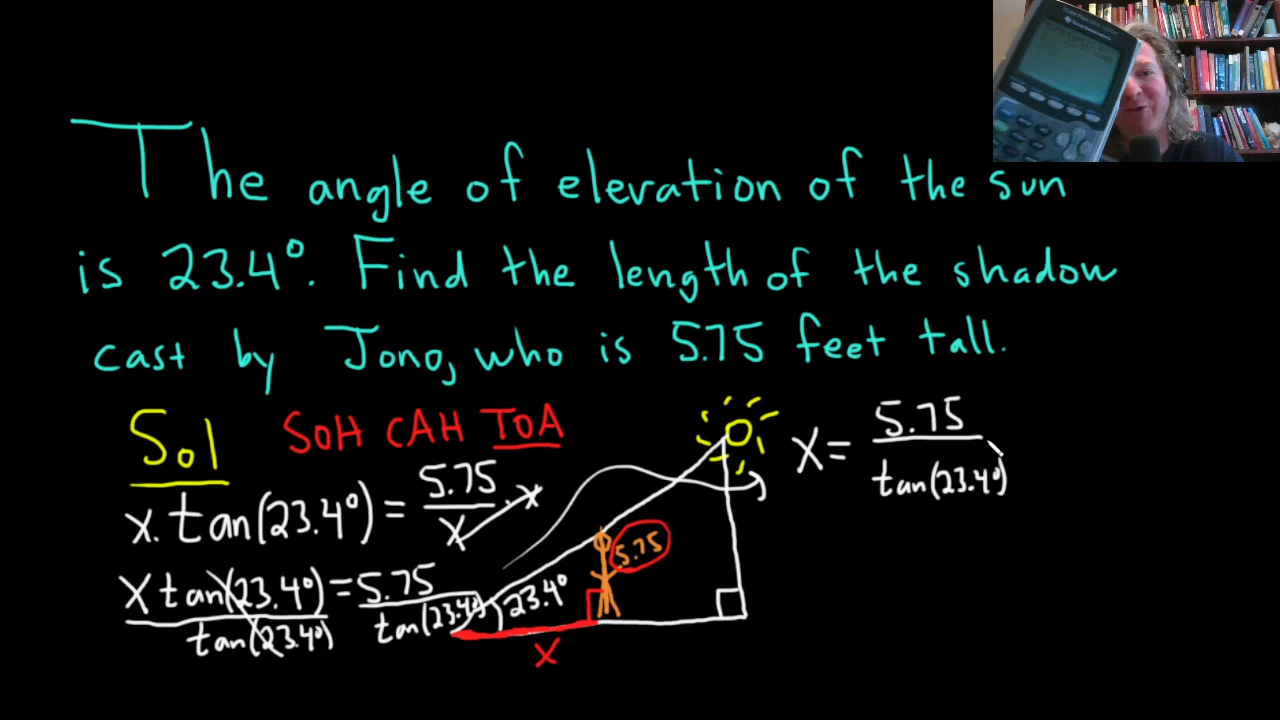 The angle of elevation of the sun
is 23.4°. Find the length of the shadow
cast by Jono, who is 5.75 feet tall.
Sol SOH CAH TOA
x · tan(23.4°) = 5.75/x · x
x tan(23.4°)/tan(23.4°) = 5.75/tan(23.4°)
23.4°
5.75
x
x = 5.75/tan(23.4°)